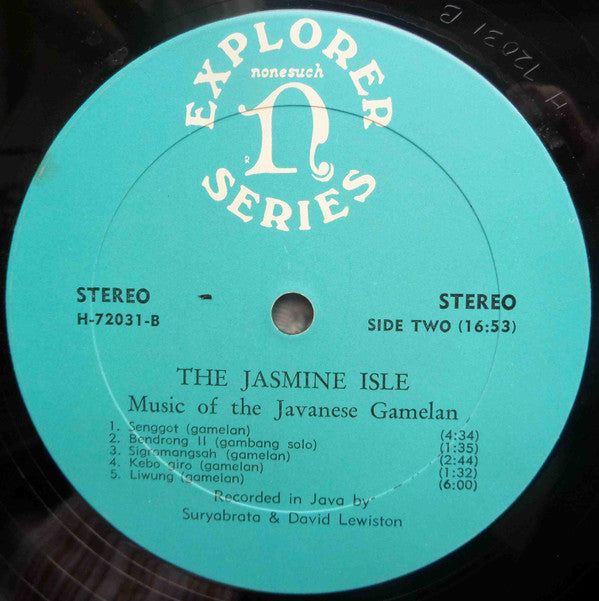 EXPLORER
nonesuch
n
R
SERIES
STEREO
H-72031-B
STEREO
SIDE TWO (16:53)
THE JASMINE ISLE
Music of the Javanese Gamelan
1. Senggot (gamelan) (4:34)
2. Bendrong II (gambang solo) (1:35)
3. Sigromangsah (gamelan) (2:44)
4. Kebo giro (gamelan) (1:32)
5. Liwung (gamelan) (6:00)
Recorded in Java by
Suryabrata & David Lewiston
H 72031 B